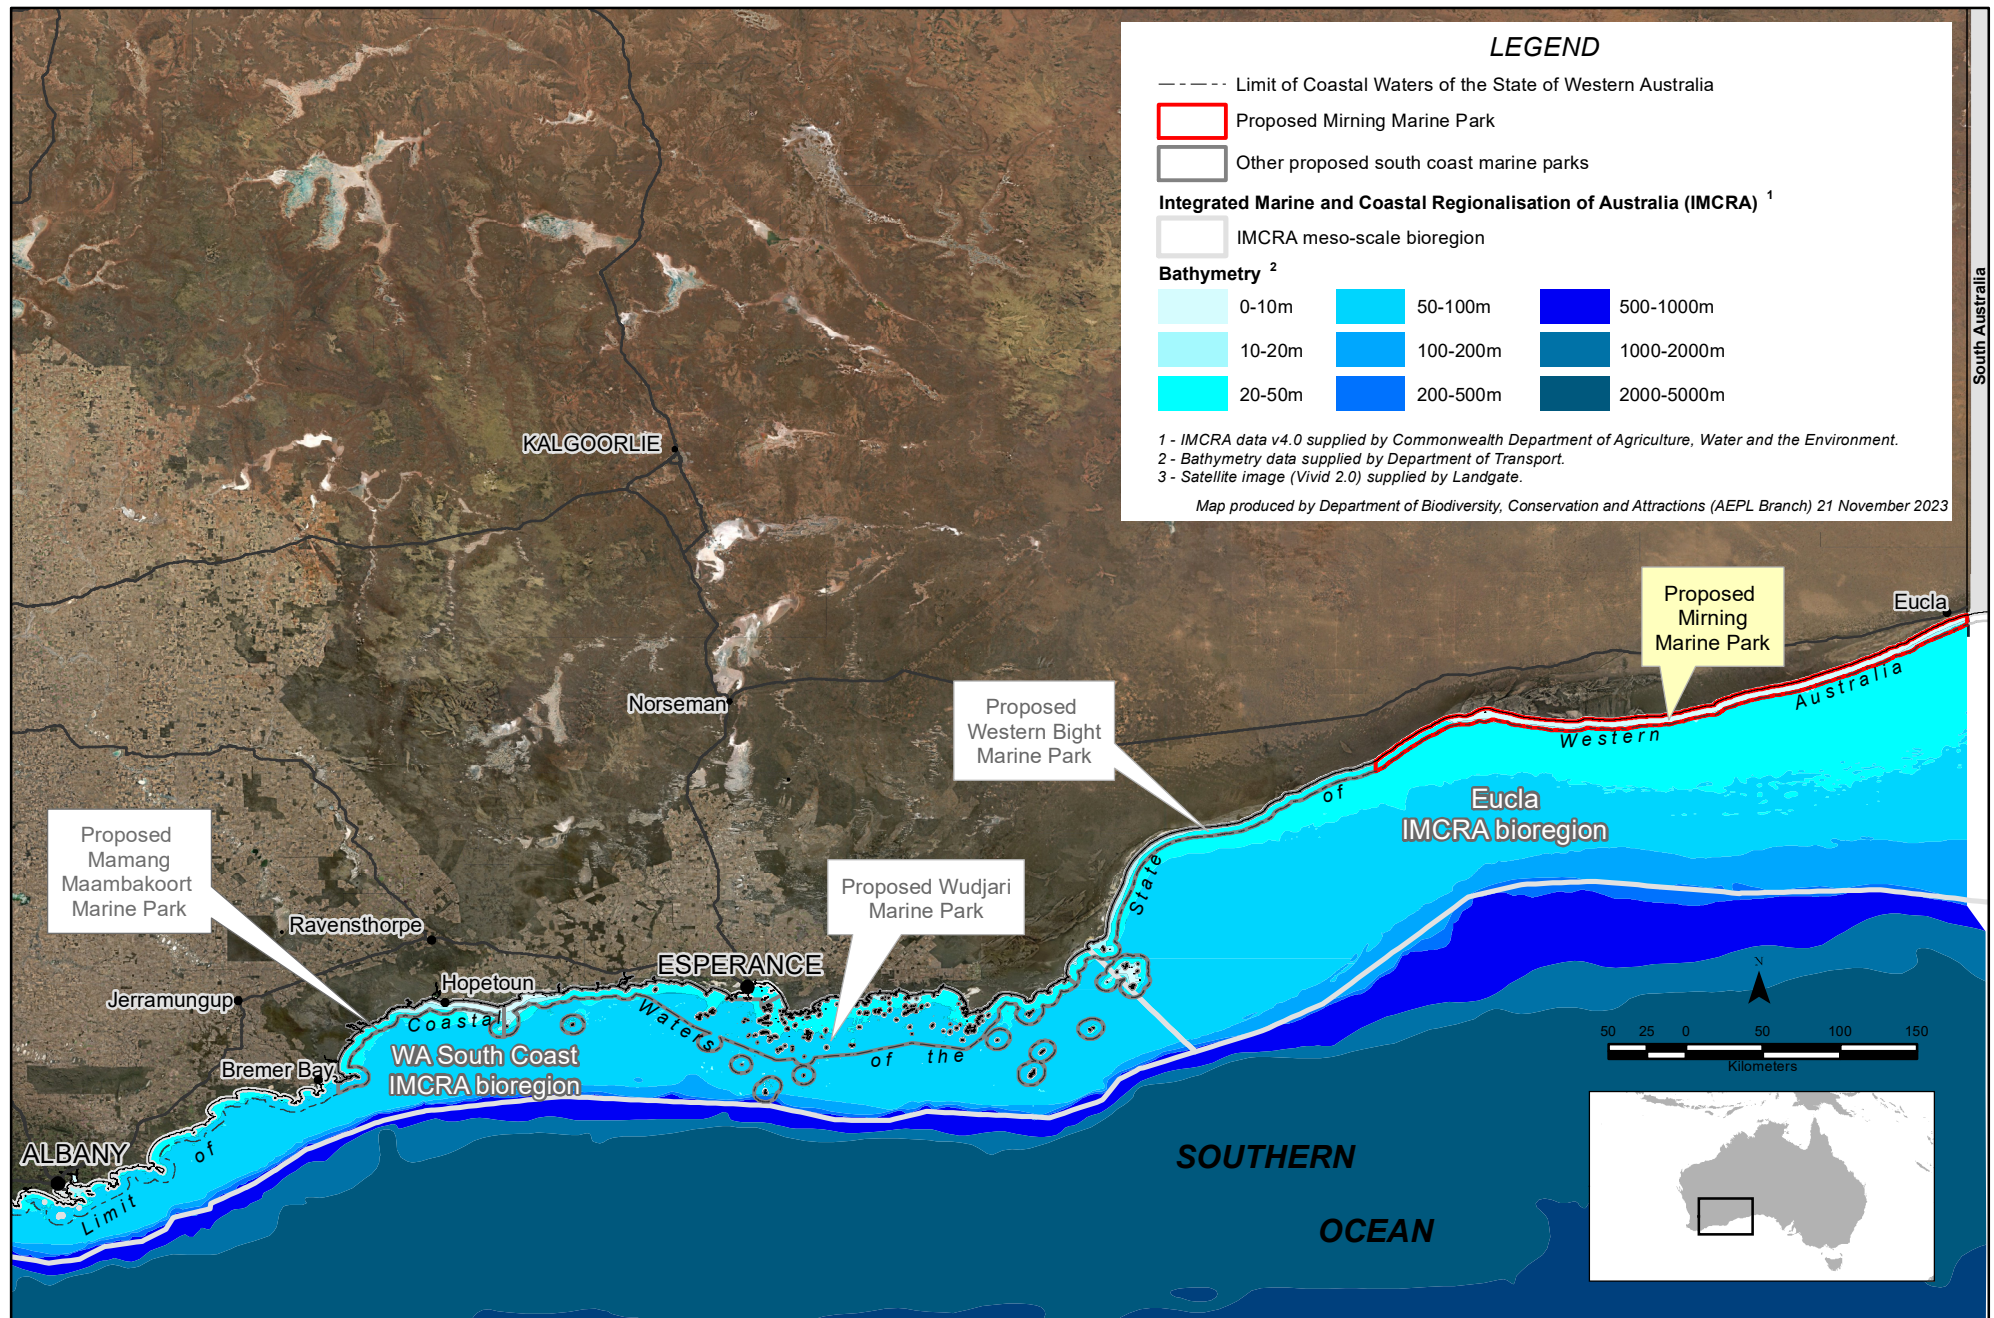 LEGEND
Limit of Coastal Waters of the State of Western Australia
Proposed Mirning Marine Park
Other proposed south coast marine parks
Integrated Marine and Coastal Regionalisation of Australia (IMCRA) 1
IMCRA meso-scale bioregion
Bathymetry 2
0-10m
50-100m
500-1000m
10-20m
100-200m
1000-2000m
20-50m
200-500m
2000-5000m
1 - IMCRA data v4.0 supplied by Commonwealth Department of Agriculture, Water and the Environment.
2 - Bathymetry data supplied by Department of Transport.
3 - Satellite image (Vivid 2.0) supplied by Landgate.
Map produced by Department of Biodiversity, Conservation and Attractions (AEPL Branch) 21 November 2023
South Australia
KALGOORLIE
Norseman
Eucla
Proposed
Mirning
Marine Park
Proposed
Western Bight
Marine Park
Proposed
Mamang
Maambakoort
Marine Park
Proposed Wudjari
Marine Park
Ravensthorpe
Hopetoun
ESPERANCE
Jerramungup
Bremer Bay
ALBANY
Eucla
IMCRA bioregion
WA South Coast
IMCRA bioregion
Limit of Coastal Waters of the State of Western Australia
SOUTHERN
OCEAN
N
50 25 0 50 100 150
Kilometers